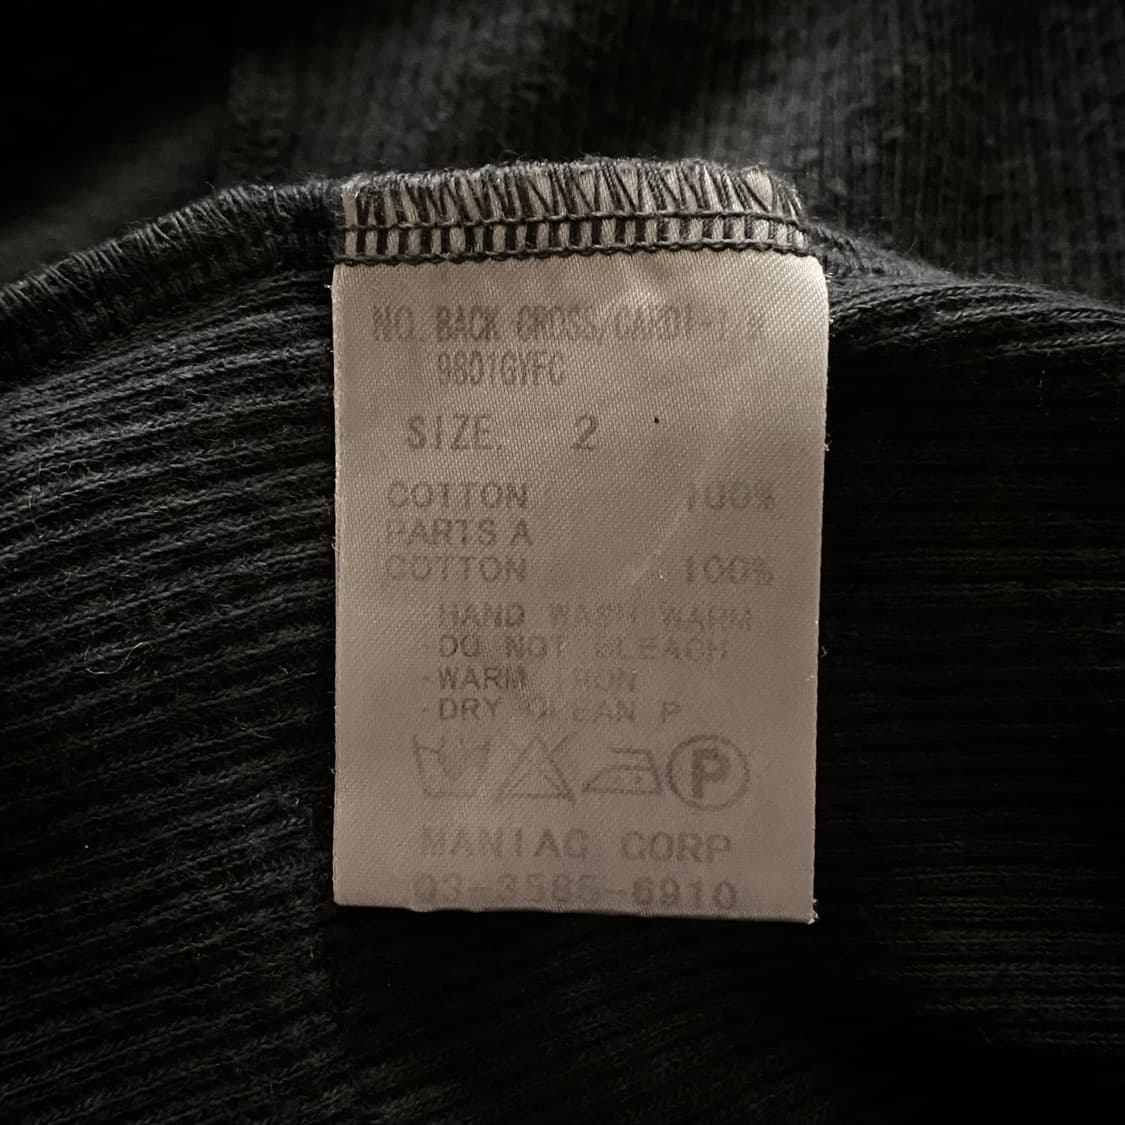 NO. BACK CROSS/CARDI-1
9801GYFC
SIZE. 2
COTTON 100%
PARTS A
COTTON 100%
·HAND WASH WARM
·DO NOT BLEACH
·WARM IRON
·DRY CLEAN P
P
MANIAC CORP
03-3585-6910